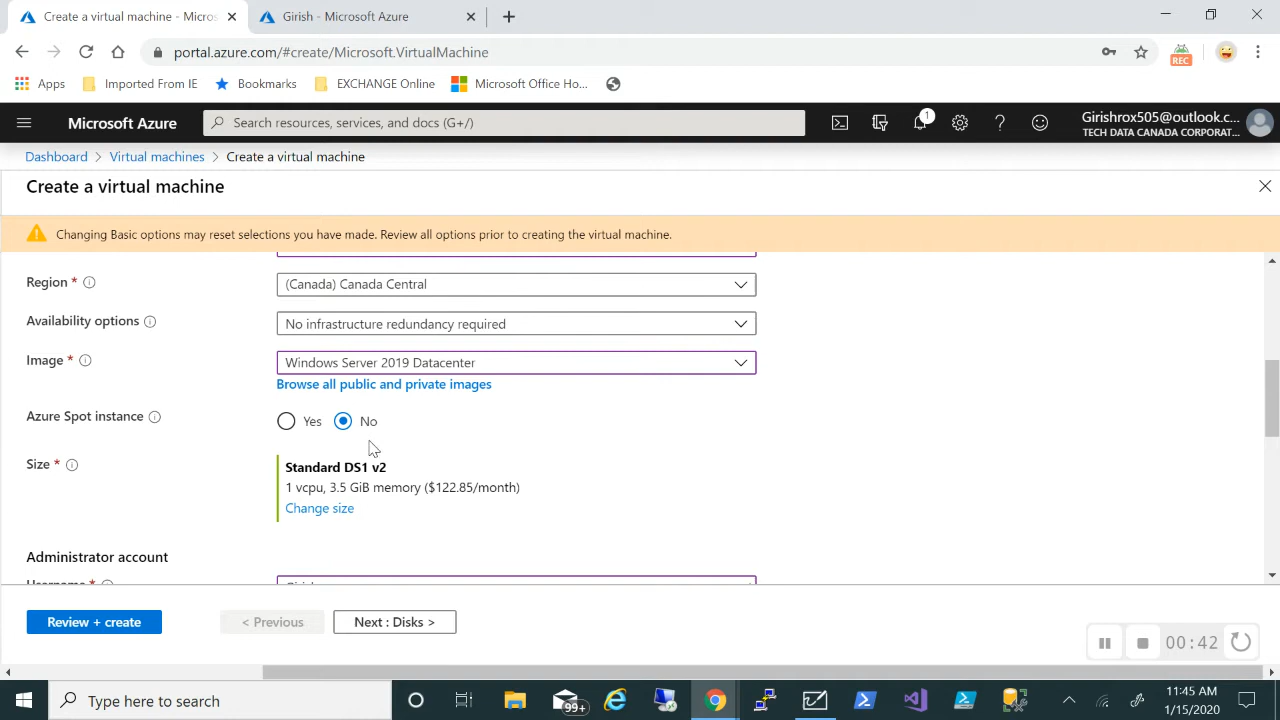 Create a virtual machine - Micros
Girish - Microsoft Azure
portal.azure.com/#create/Microsoft.VirtualMachine
REC
Apps
Imported From IE
Bookmarks
EXCHANGE Online
Microsoft Office Ho...
Microsoft Azure
Search resources, services, and docs (G+/)
1
Girishrox505@outlook.c...
TECH DATA CANADA CORPORAT...
Dashboard > Virtual machines > Create a virtual machine
Create a virtual machine
Changing Basic options may reset selections you have made. Review all options prior to creating the virtual machine.
Region *
(Canada) Canada Central
Availability options
No infrastructure redundancy required
Image *
Windows Server 2019 Datacenter
Browse all public and private images
Azure Spot instance
Yes
No
Size *
Standard DS1 v2
1 vcpu, 3.5 GiB memory ($122.85/month)
Change size
Administrator account
Username *
Girish
Review + create
< Previous
Next : Disks >
00:42
Type here to search
99+
11:45 AM
1/15/2020